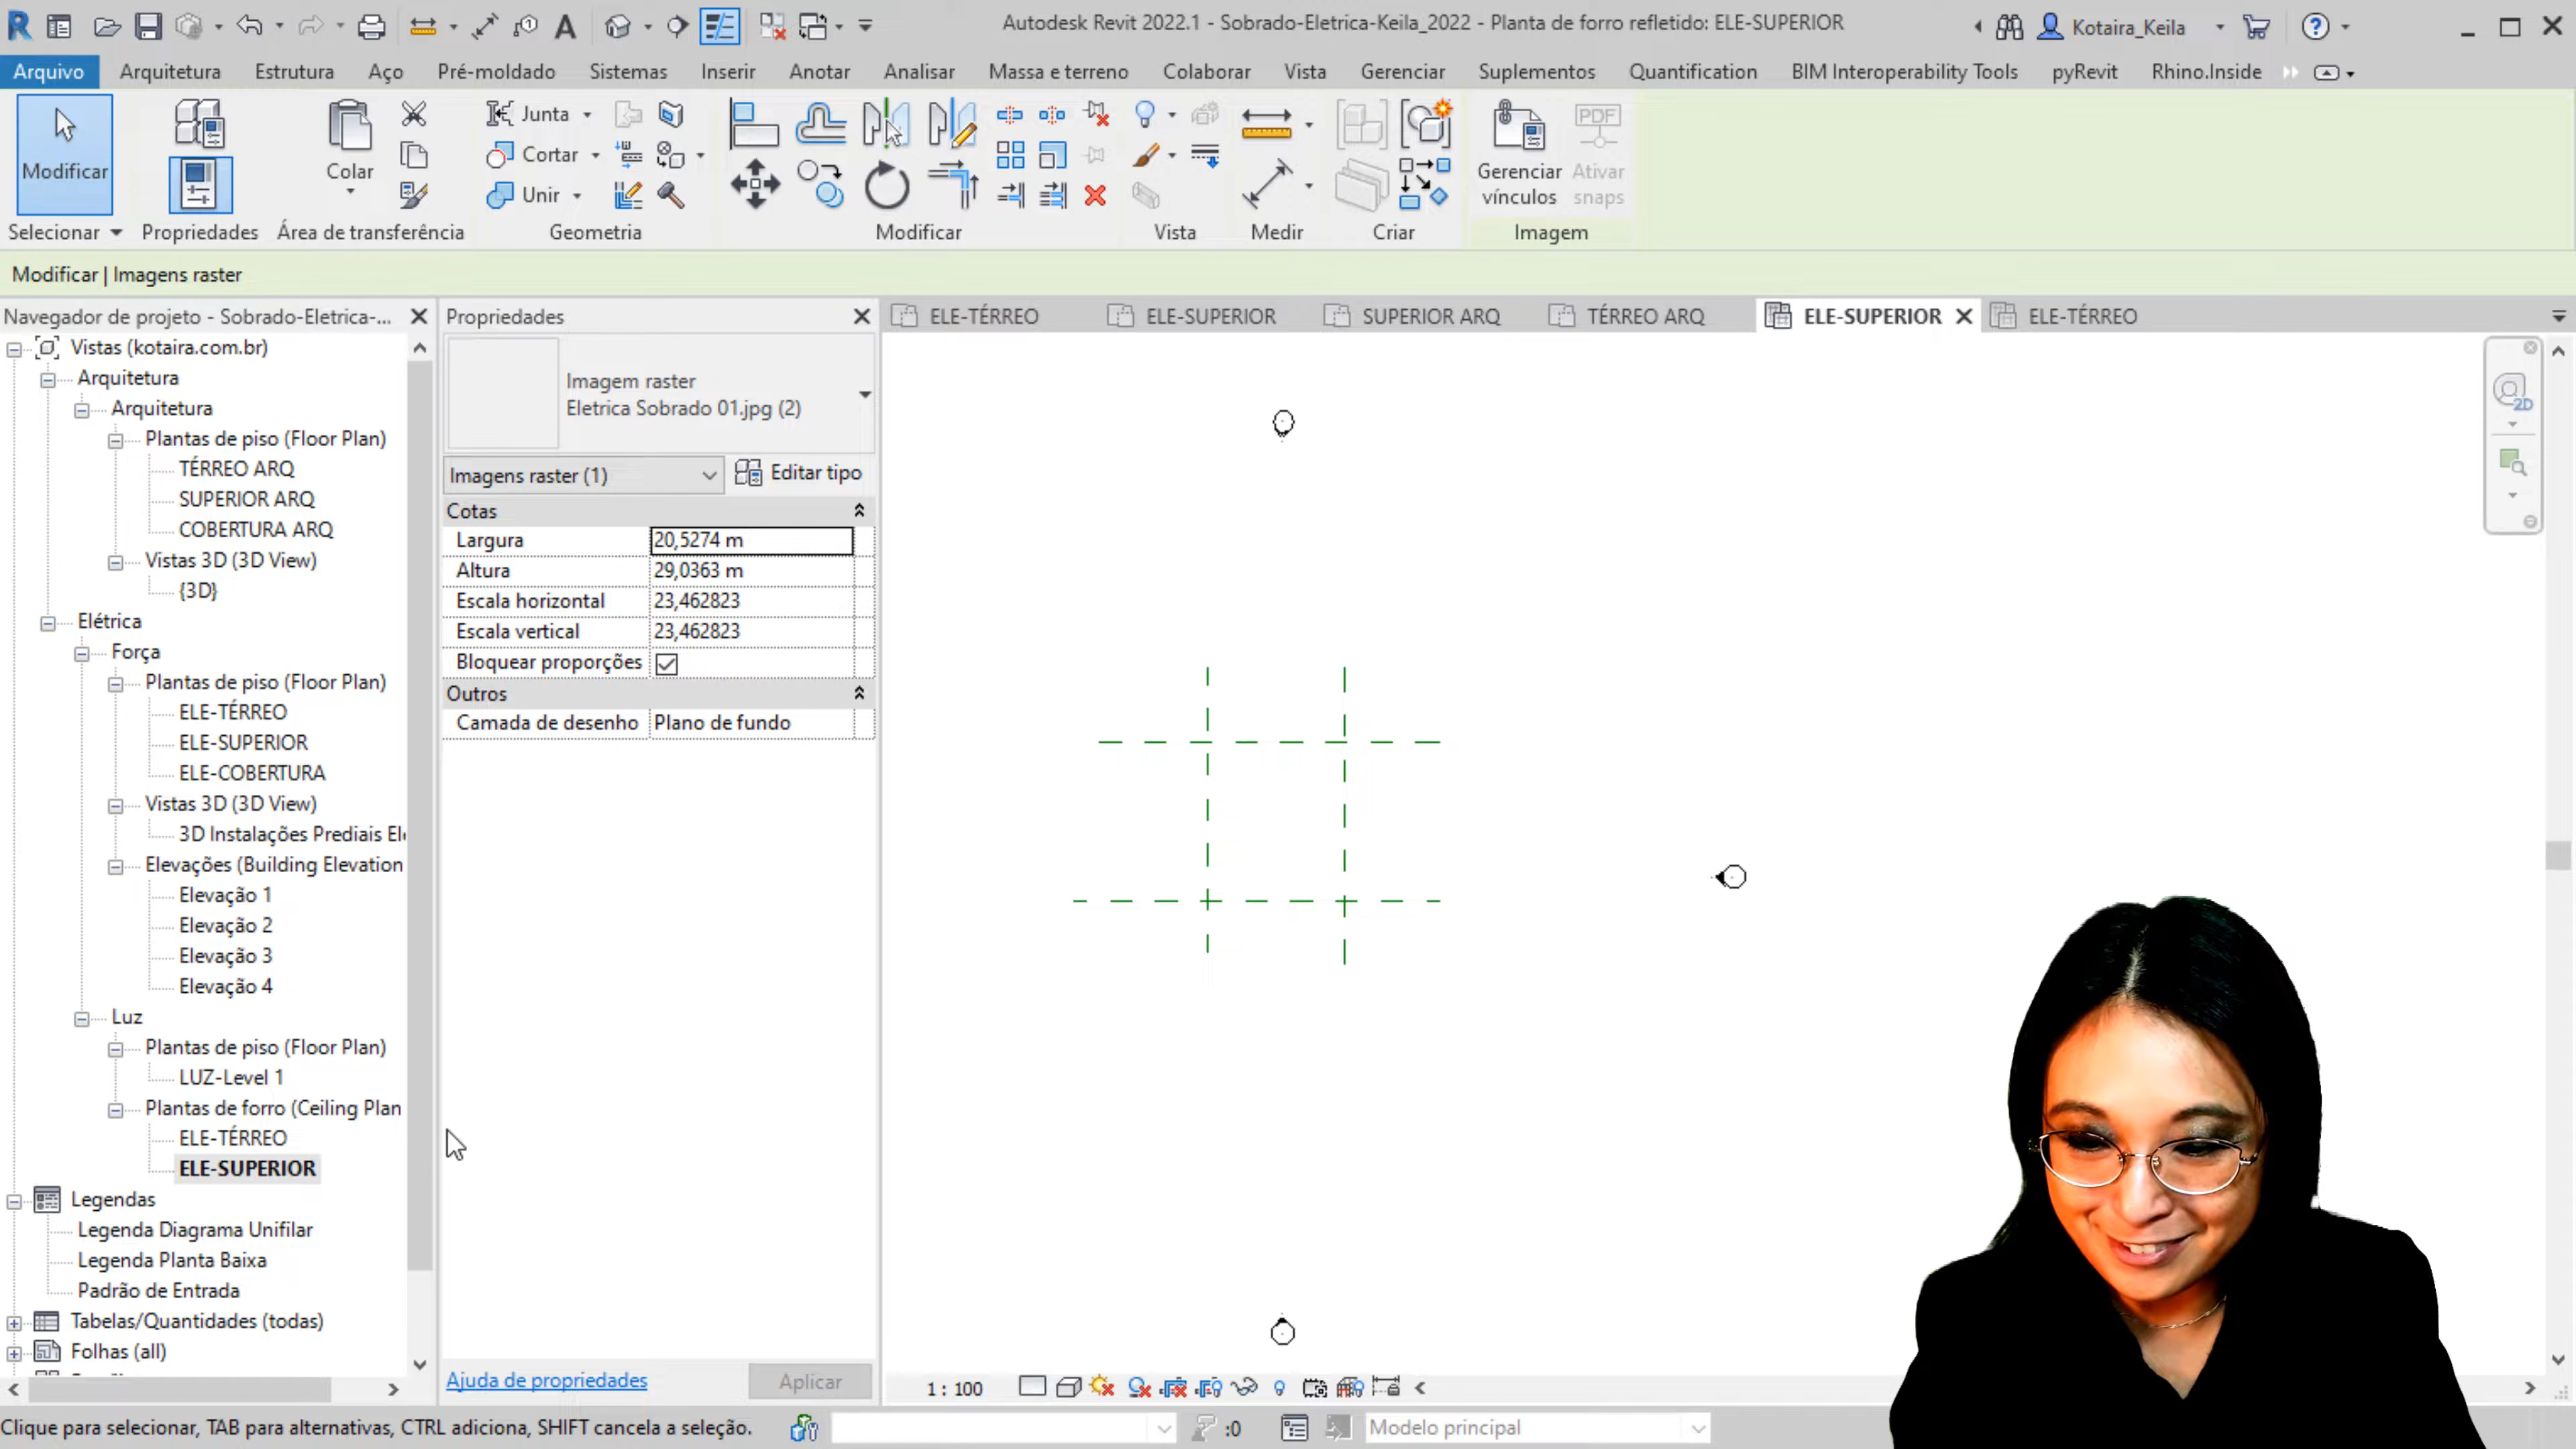 Autodesk Revit 2022.1 - Sobrado-Eletrica-Keila_2022 - Planta de forro refletido: ELE-SUPERIOR
Kotaira_Keila
Arquivo Arquitetura Estrutura Aço Pré-moldado Sistemas Inserir Anotar Analisar Massa e terreno Colaborar Vista Gerenciar Suplementos Quantification BIM Interoperability Tools pyRevit Rhino.Inside
Modificar
Colar
Junta
Cortar
Unir
Gerenciar vínculos
PDF
Ativar snaps
Selecionar Propriedades Área de transferência Geometria Modificar Vista Medir Criar Imagem
Modificar | Imagens raster
Navegador de projeto - Sobrado-Eletrica-...
Vistas (kotaira.com.br)
Arquitetura
Arquitetura
Plantas de piso (Floor Plan)
TÉRREO ARQ
SUPERIOR ARQ
COBERTURA ARQ
Vistas 3D (3D View)
{3D}
Elétrica
Força
Plantas de piso (Floor Plan)
ELE-TÉRREO
ELE-SUPERIOR
ELE-COBERTURA
Vistas 3D (3D View)
3D Instalações Prediais El
Elevações (Building Elevation
Elevação 1
Elevação 2
Elevação 3
Elevação 4
Luz
Plantas de piso (Floor Plan)
LUZ-Level 1
Plantas de forro (Ceiling Plan
ELE-TÉRREO
ELE-SUPERIOR
Legendas
Legenda Diagrama Unifilar
Legenda Planta Baixa
Padrão de Entrada
Tabelas/Quantidades (todas)
Folhas (all)
Propriedades
Imagem raster
Eletrica Sobrado 01.jpg (2)
Imagens raster (1) Editar tipo
Cotas
Largura 20,5274 m
Altura 29,0363 m
Escala horizontal 23,462823
Escala vertical 23,462823
Bloquear proporções
Outros
Camada de desenho Plano de fundo
Ajuda de propriedades Aplicar
ELE-TÉRREO ELE-SUPERIOR SUPERIOR ARQ TÉRREO ARQ ELE-SUPERIOR ELE-TÉRREO
2D
1 : 100
Clique para selecionar, TAB para alternativas, CTRL adiciona, SHIFT cancela a seleção.
:0
Modelo principal